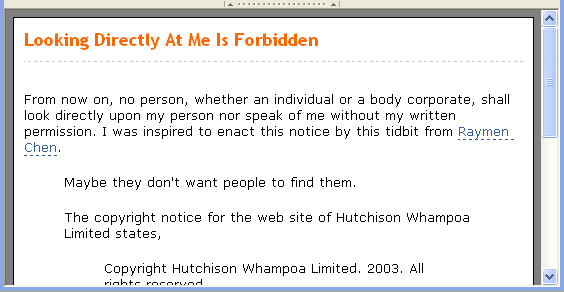 Looking Directly At Me Is Forbidden
From now on, no person, whether an individual or a body corporate, shall
look directly upon my person nor speak of me without my written
permission. I was inspired to enact this notice by this tidbit from Raymen
Chen.
Maybe they don't want people to find them.
The copyright notice for the web site of Hutchison Whampoa
Limited states,
Copyright Hutchison Whampoa Limited. 2003. All
rights reserved